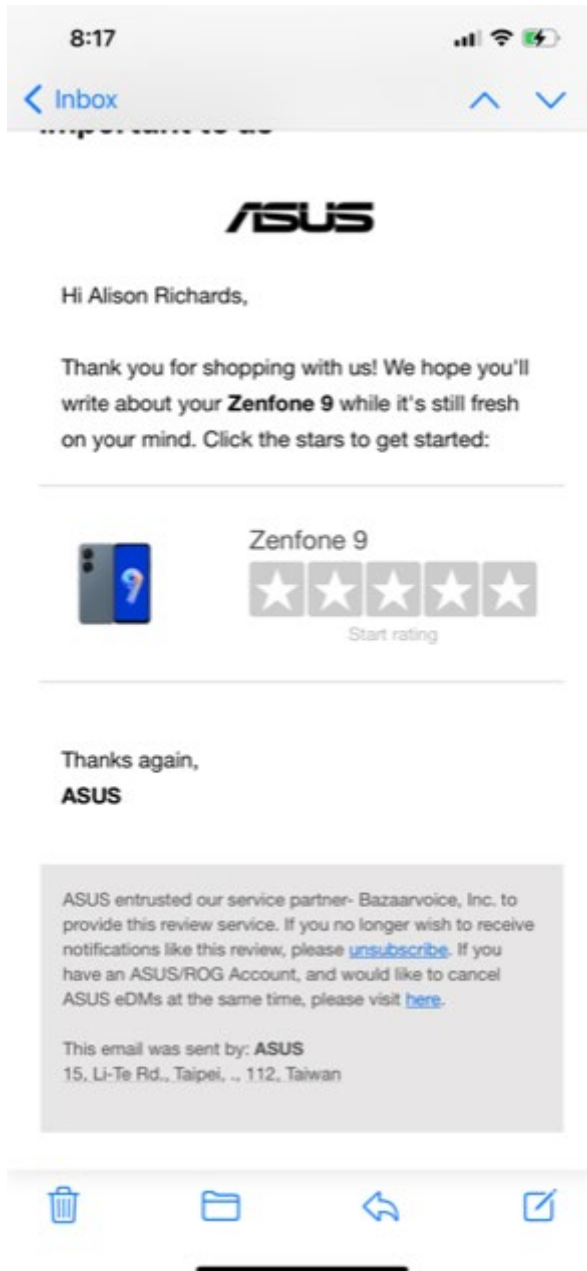 8:17
Inbox
ASUS
Hi Alison Richards,
Thank you for shopping with us! We hope you'll
write about your Zenfone 9 while it's still fresh
on your mind. Click the stars to get started:
9
Zenfone 9
Start rating
Thanks again,
ASUS
ASUS entrusted our service partner- Bazaarvoice, Inc. to
provide this review service. If you no longer wish to receive
notifications like this review, please unsubscribe. If you
have an ASUS/ROG Account, and would like to cancel
ASUS eDMs at the same time, please visit here.
This email was sent by: ASUS
15, Li-Te Rd., Taipei, ., 112, Taiwan